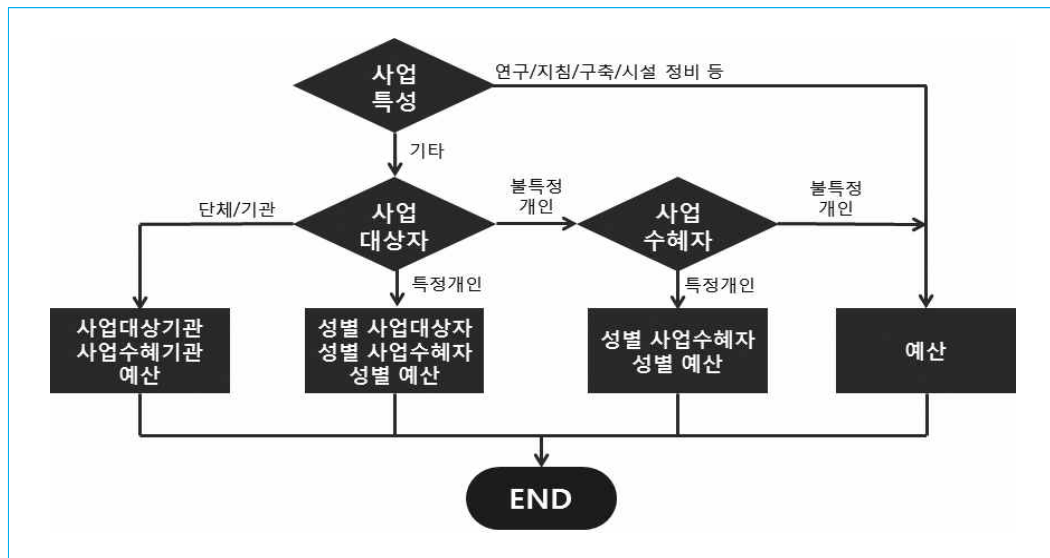 사업
특성
연구/지침/구축/시설 정비 등
기타
단체/기관
사업
대상자
불특정
개인
사업
수혜자
불특정
개인
특정개인
특정개인
사업대상기관
사업수혜기관
예산
성별 사업대상자
성별 사업수혜자
성별 예산
성별 사업수혜자
성별 예산
예산
END